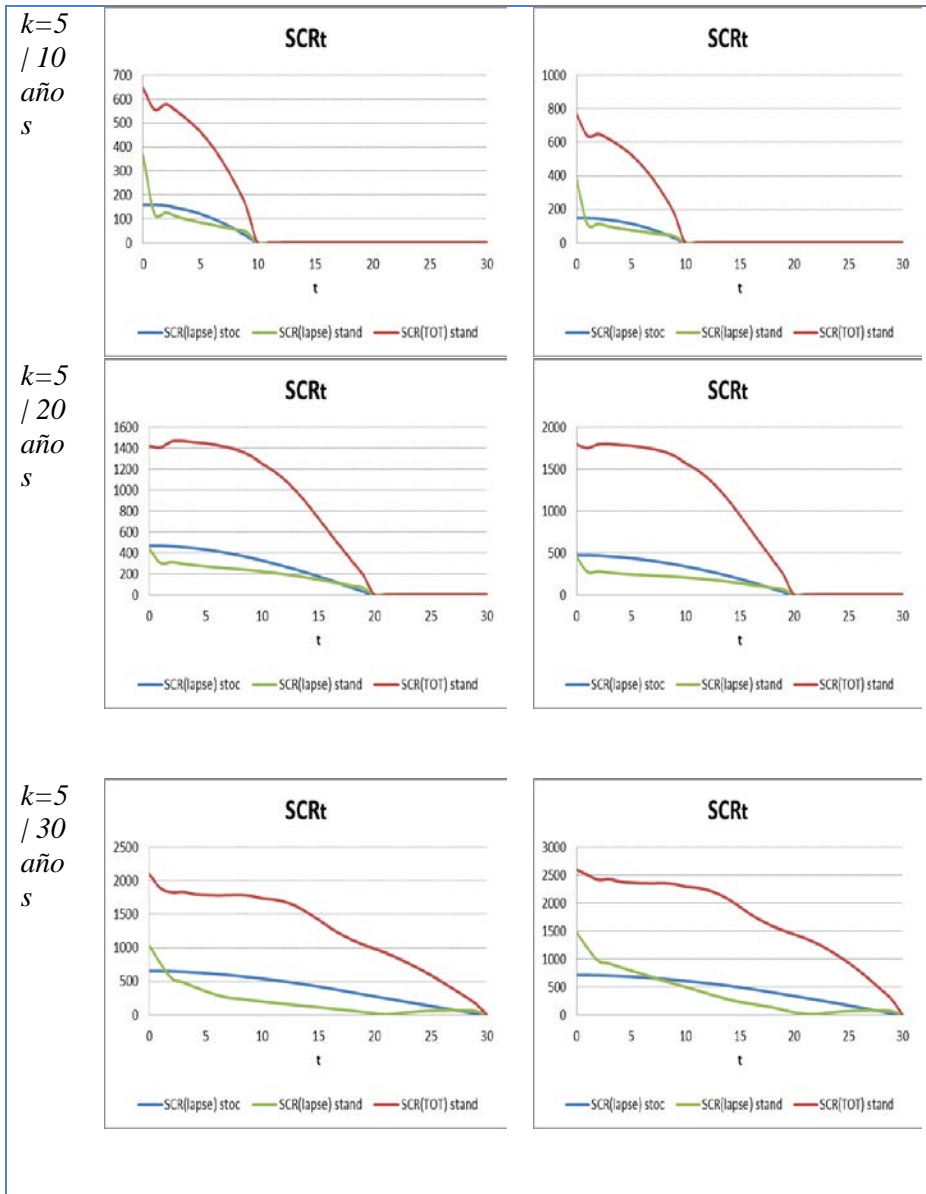 k=5
| 10
año
s
SCRt
700
600
500
400
300
200
100
0
0 5 10 15 20 25 30
t
SCR(lapse) stoc SCR(lapse) stand SCR(TOT) stand
SCRt
1000
800
600
400
200
0
0 5 10 15 20 25 30
t
SCR(lapse) stoc SCR(lapse) stand SCR(TOT) stand
k=5
| 20
año
s
SCRt
1600
1400
1200
1000
800
600
400
200
0
0 5 10 15 20 25 30
t
SCR(lapse) stoc SCR(lapse) stand SCR(TOT) stand
SCRt
2000
1500
1000
500
0
0 5 10 15 20 25 30
t
SCR(lapse) stoc SCR(lapse) stand SCR(TOT) stand
k=5
| 30
año
s
SCRt
2500
2000
1500
1000
500
0
0 5 10 15 20 25 30
t
SCR(lapse) stoc SCR(lapse) stand SCR(TOT) stand
SCRt
3000
2500
2000
1500
1000
500
0
0 5 10 15 20 25 30
t
SCR(lapse) stoc SCR(lapse) stand SCR(TOT) stand